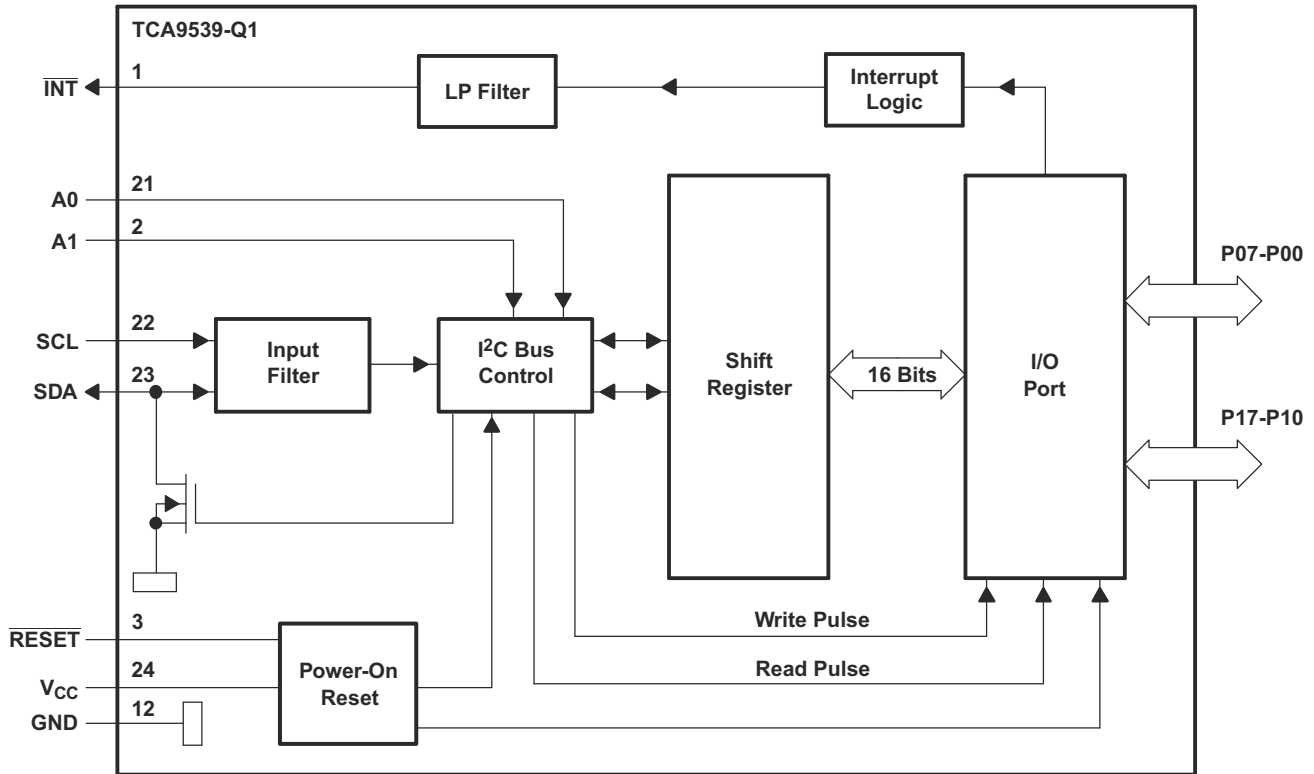 TCA9539-Q1
1
INT
LP Filter
Interrupt
Logic
21
A0
2
A1
P07-P00
22
SCL
Input
Filter
I²C Bus
Control
23
SDA
Shift
Register
16 Bits
I/O
Port
P17-P10
3
RESET
Write Pulse
24
VCC
Power-On
Reset
Read Pulse
12
GND